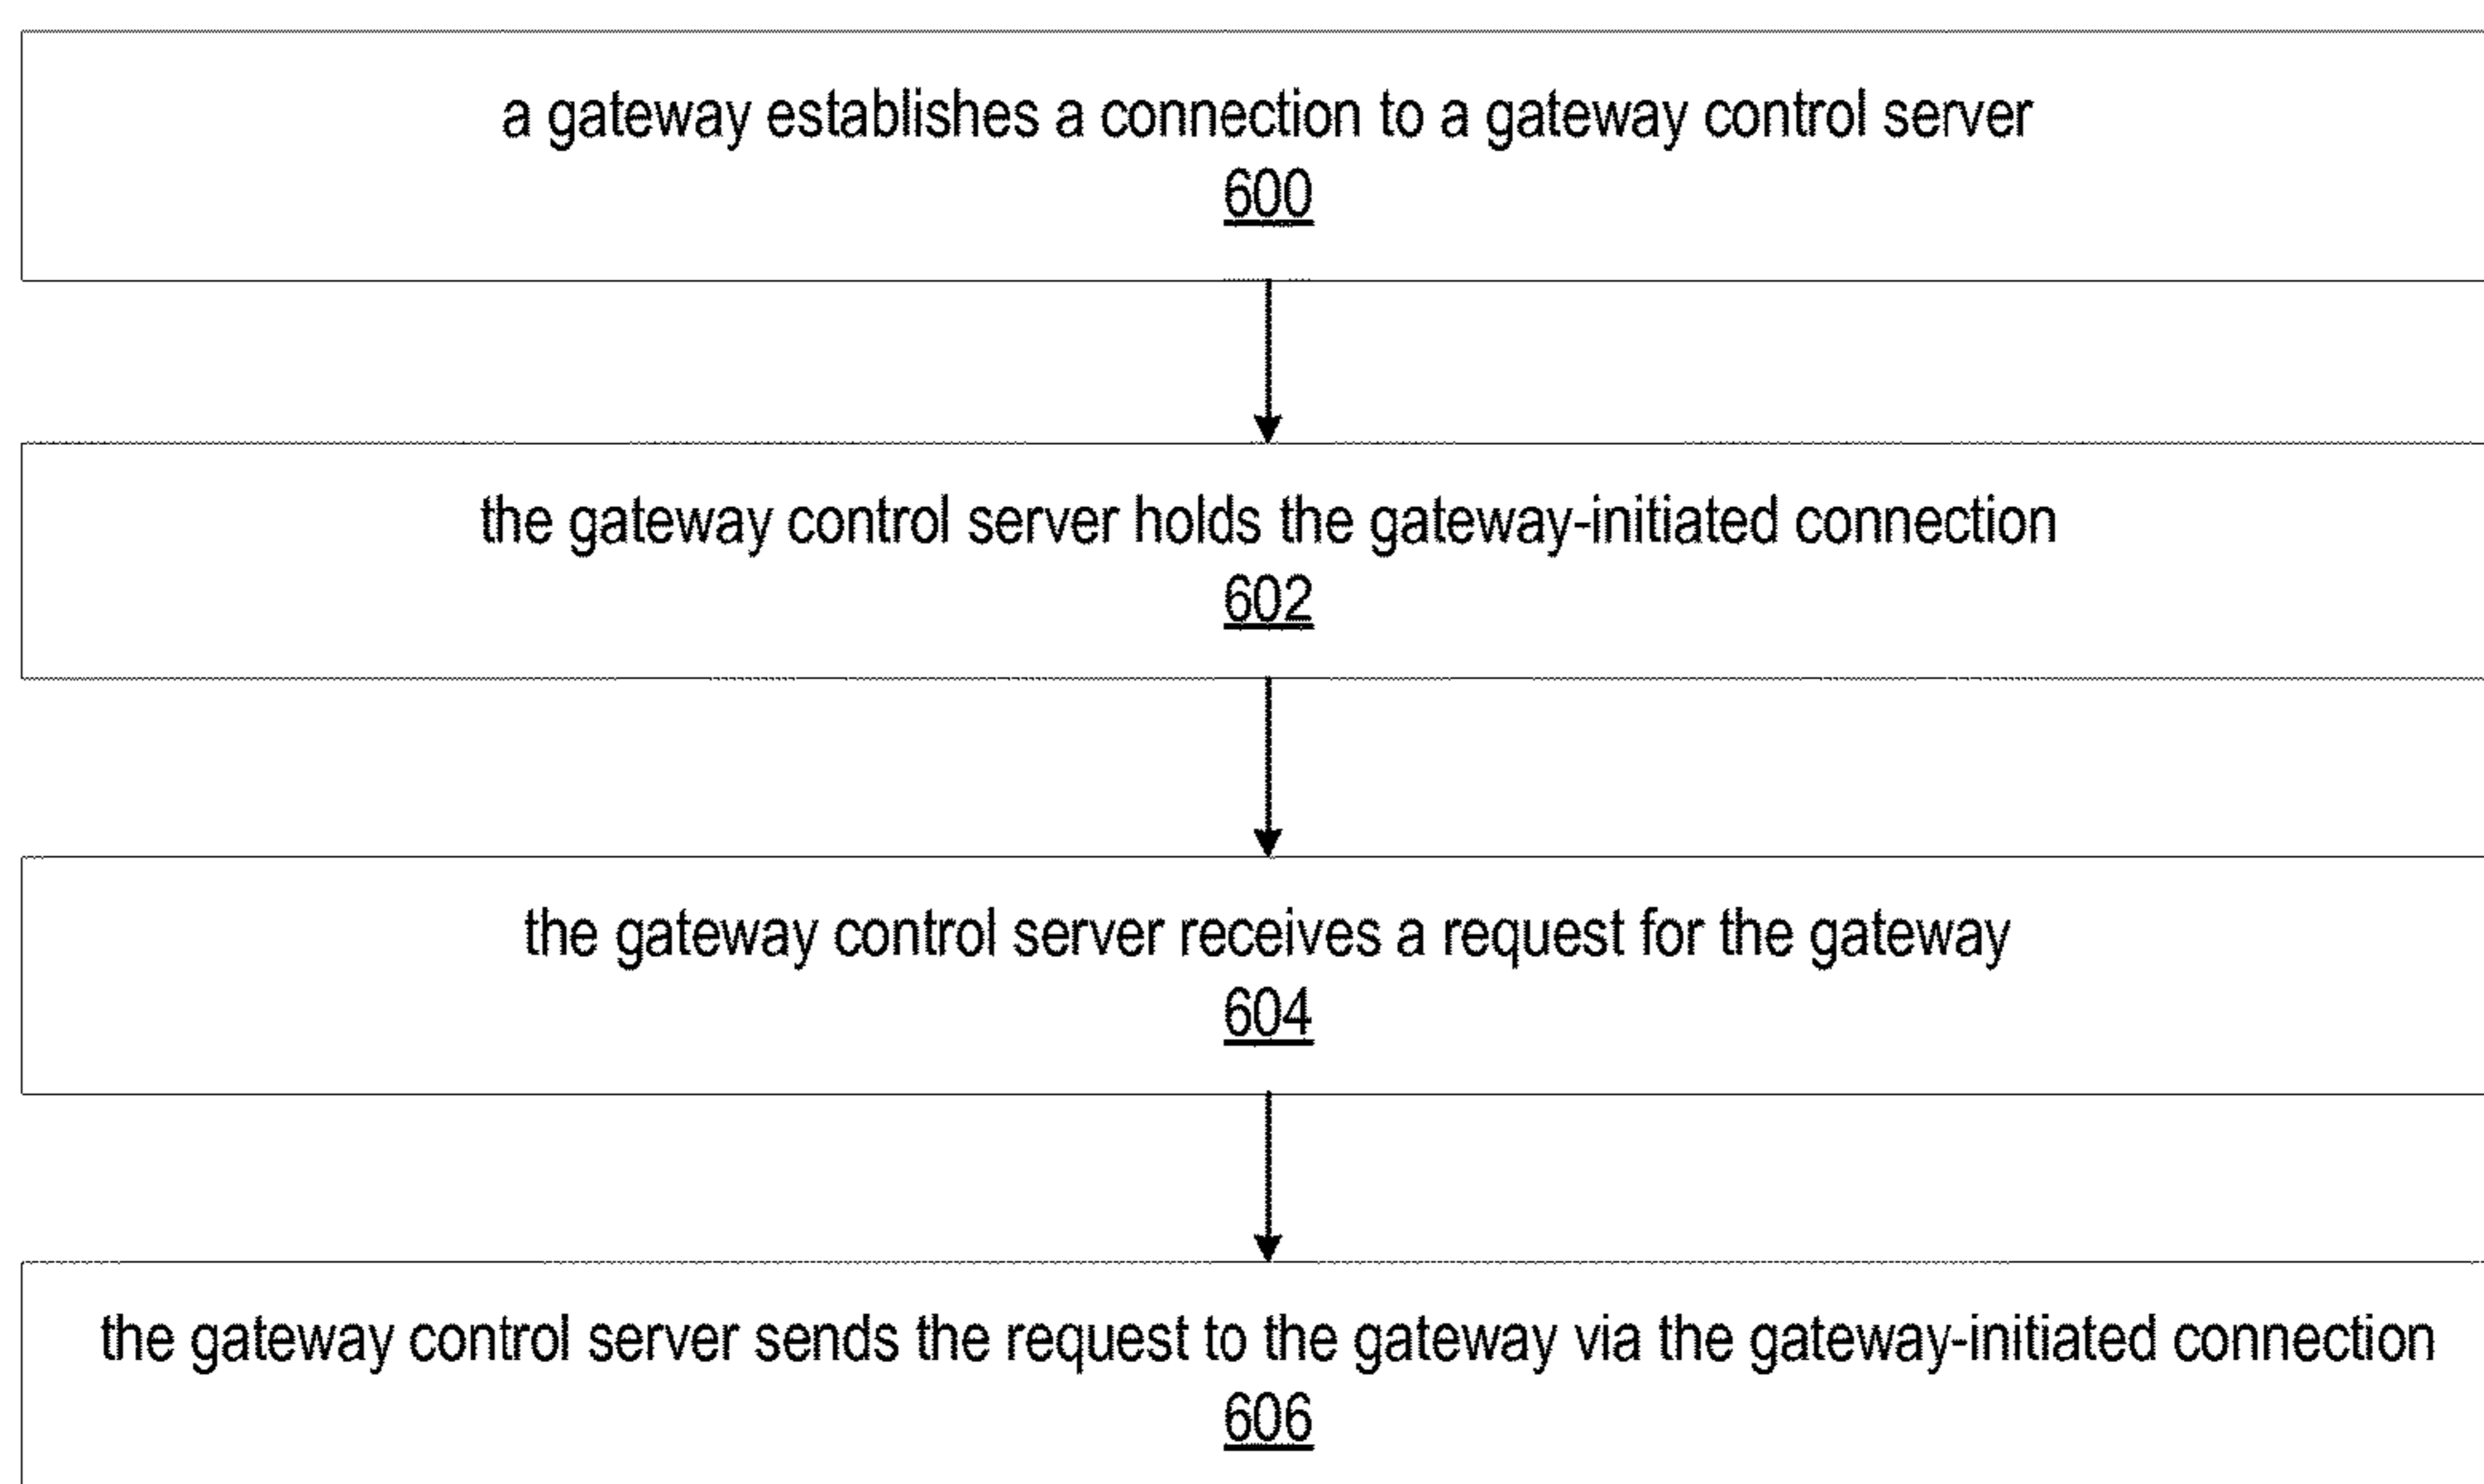 a gateway establishes a connection to a gateway control server
600
the gateway control server holds the gateway-initiated connection
602
the gateway control server receives a request for the gateway
604
the gateway control server sends the request to the gateway via the gateway-initiated connection
606